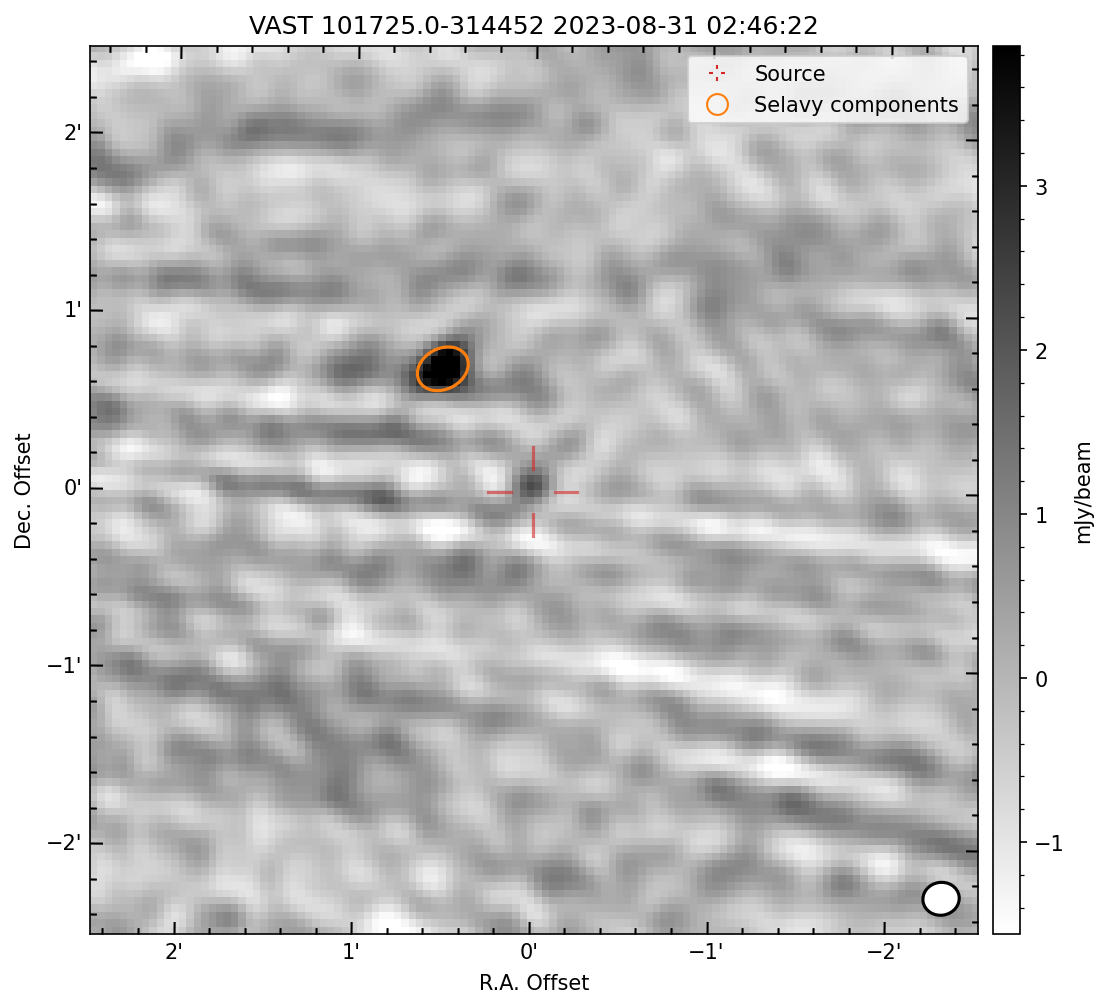 VAST 101725.0-314452 2023-08-31 02:46:22
Source
Selavy components
2'
1'
0'
−1'
−2'
Dec. Offset
2'
1'
0'
−1'
−2'
R.A. Offset
3
2
1
0
−1
mJy/beam